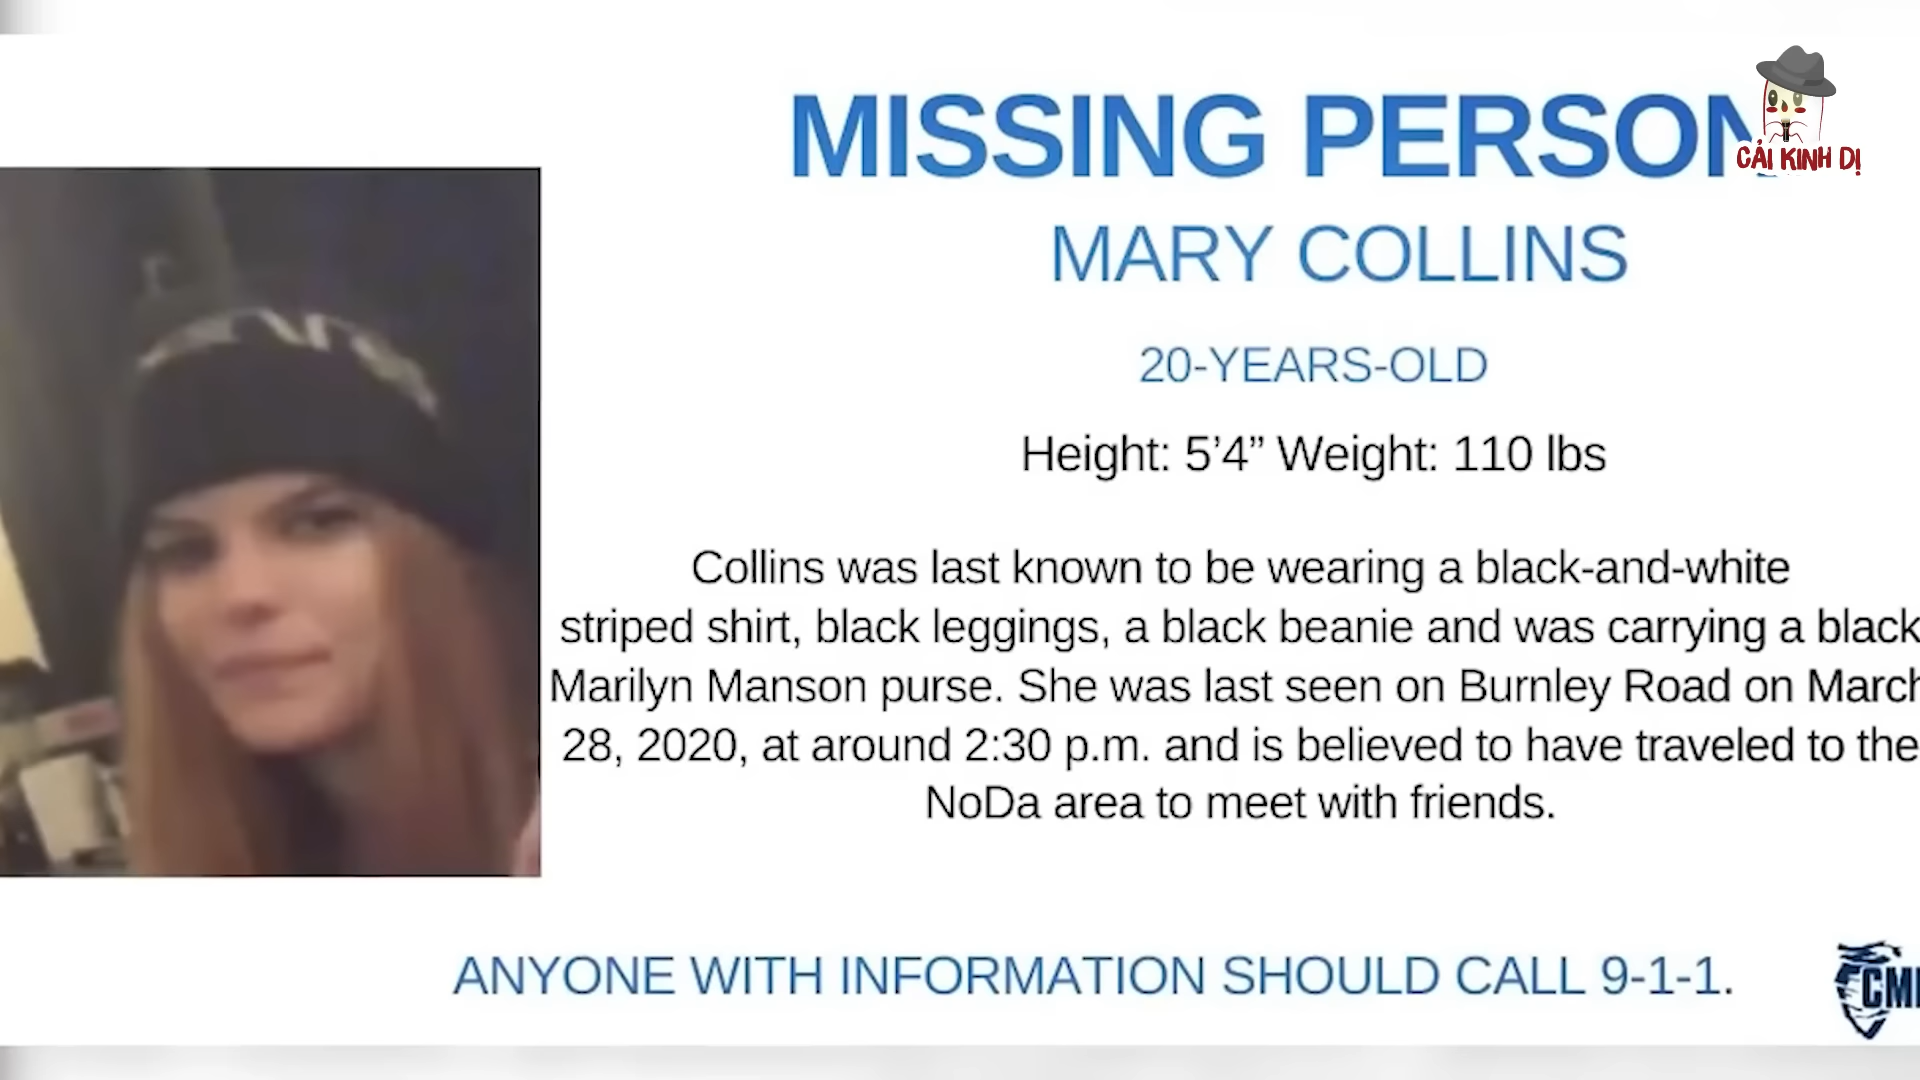 MISSING PERSON
CẢI KINH DỊ
MARY COLLINS
20-YEARS-OLD
Height: 5’4” Weight: 110 lbs
Collins was last known to be wearing a black-and-white
striped shirt, black leggings, a black beanie and was carrying a black
Marilyn Manson purse. She was last seen on Burnley Road on March
28, 2020, at around 2:30 p.m. and is believed to have traveled to the
NoDa area to meet with friends.
ANYONE WITH INFORMATION SHOULD CALL 9-1-1.